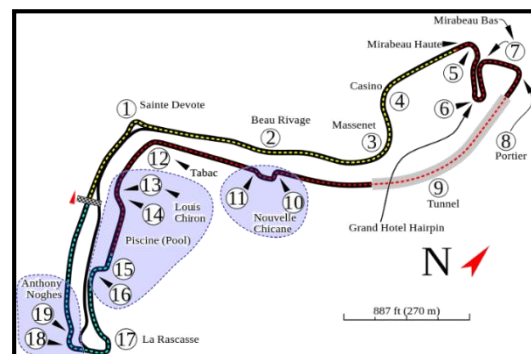 Mirabeau Bas
Mirabeau Haute
7
5
1
Sainte Devote
Casino
4
6
Beau Rivage
2
Massenet
3
8
Portier
12
Tabac
11
10
9
Tunnel
13
Louis
Chiron
14
Nouvelle
Chicane
Grand Hotel Hairpin
Piscine (Pool)
15
16
N
Anthony
Noghes
19
18
17
La Rascasse
887 ft (270 m)